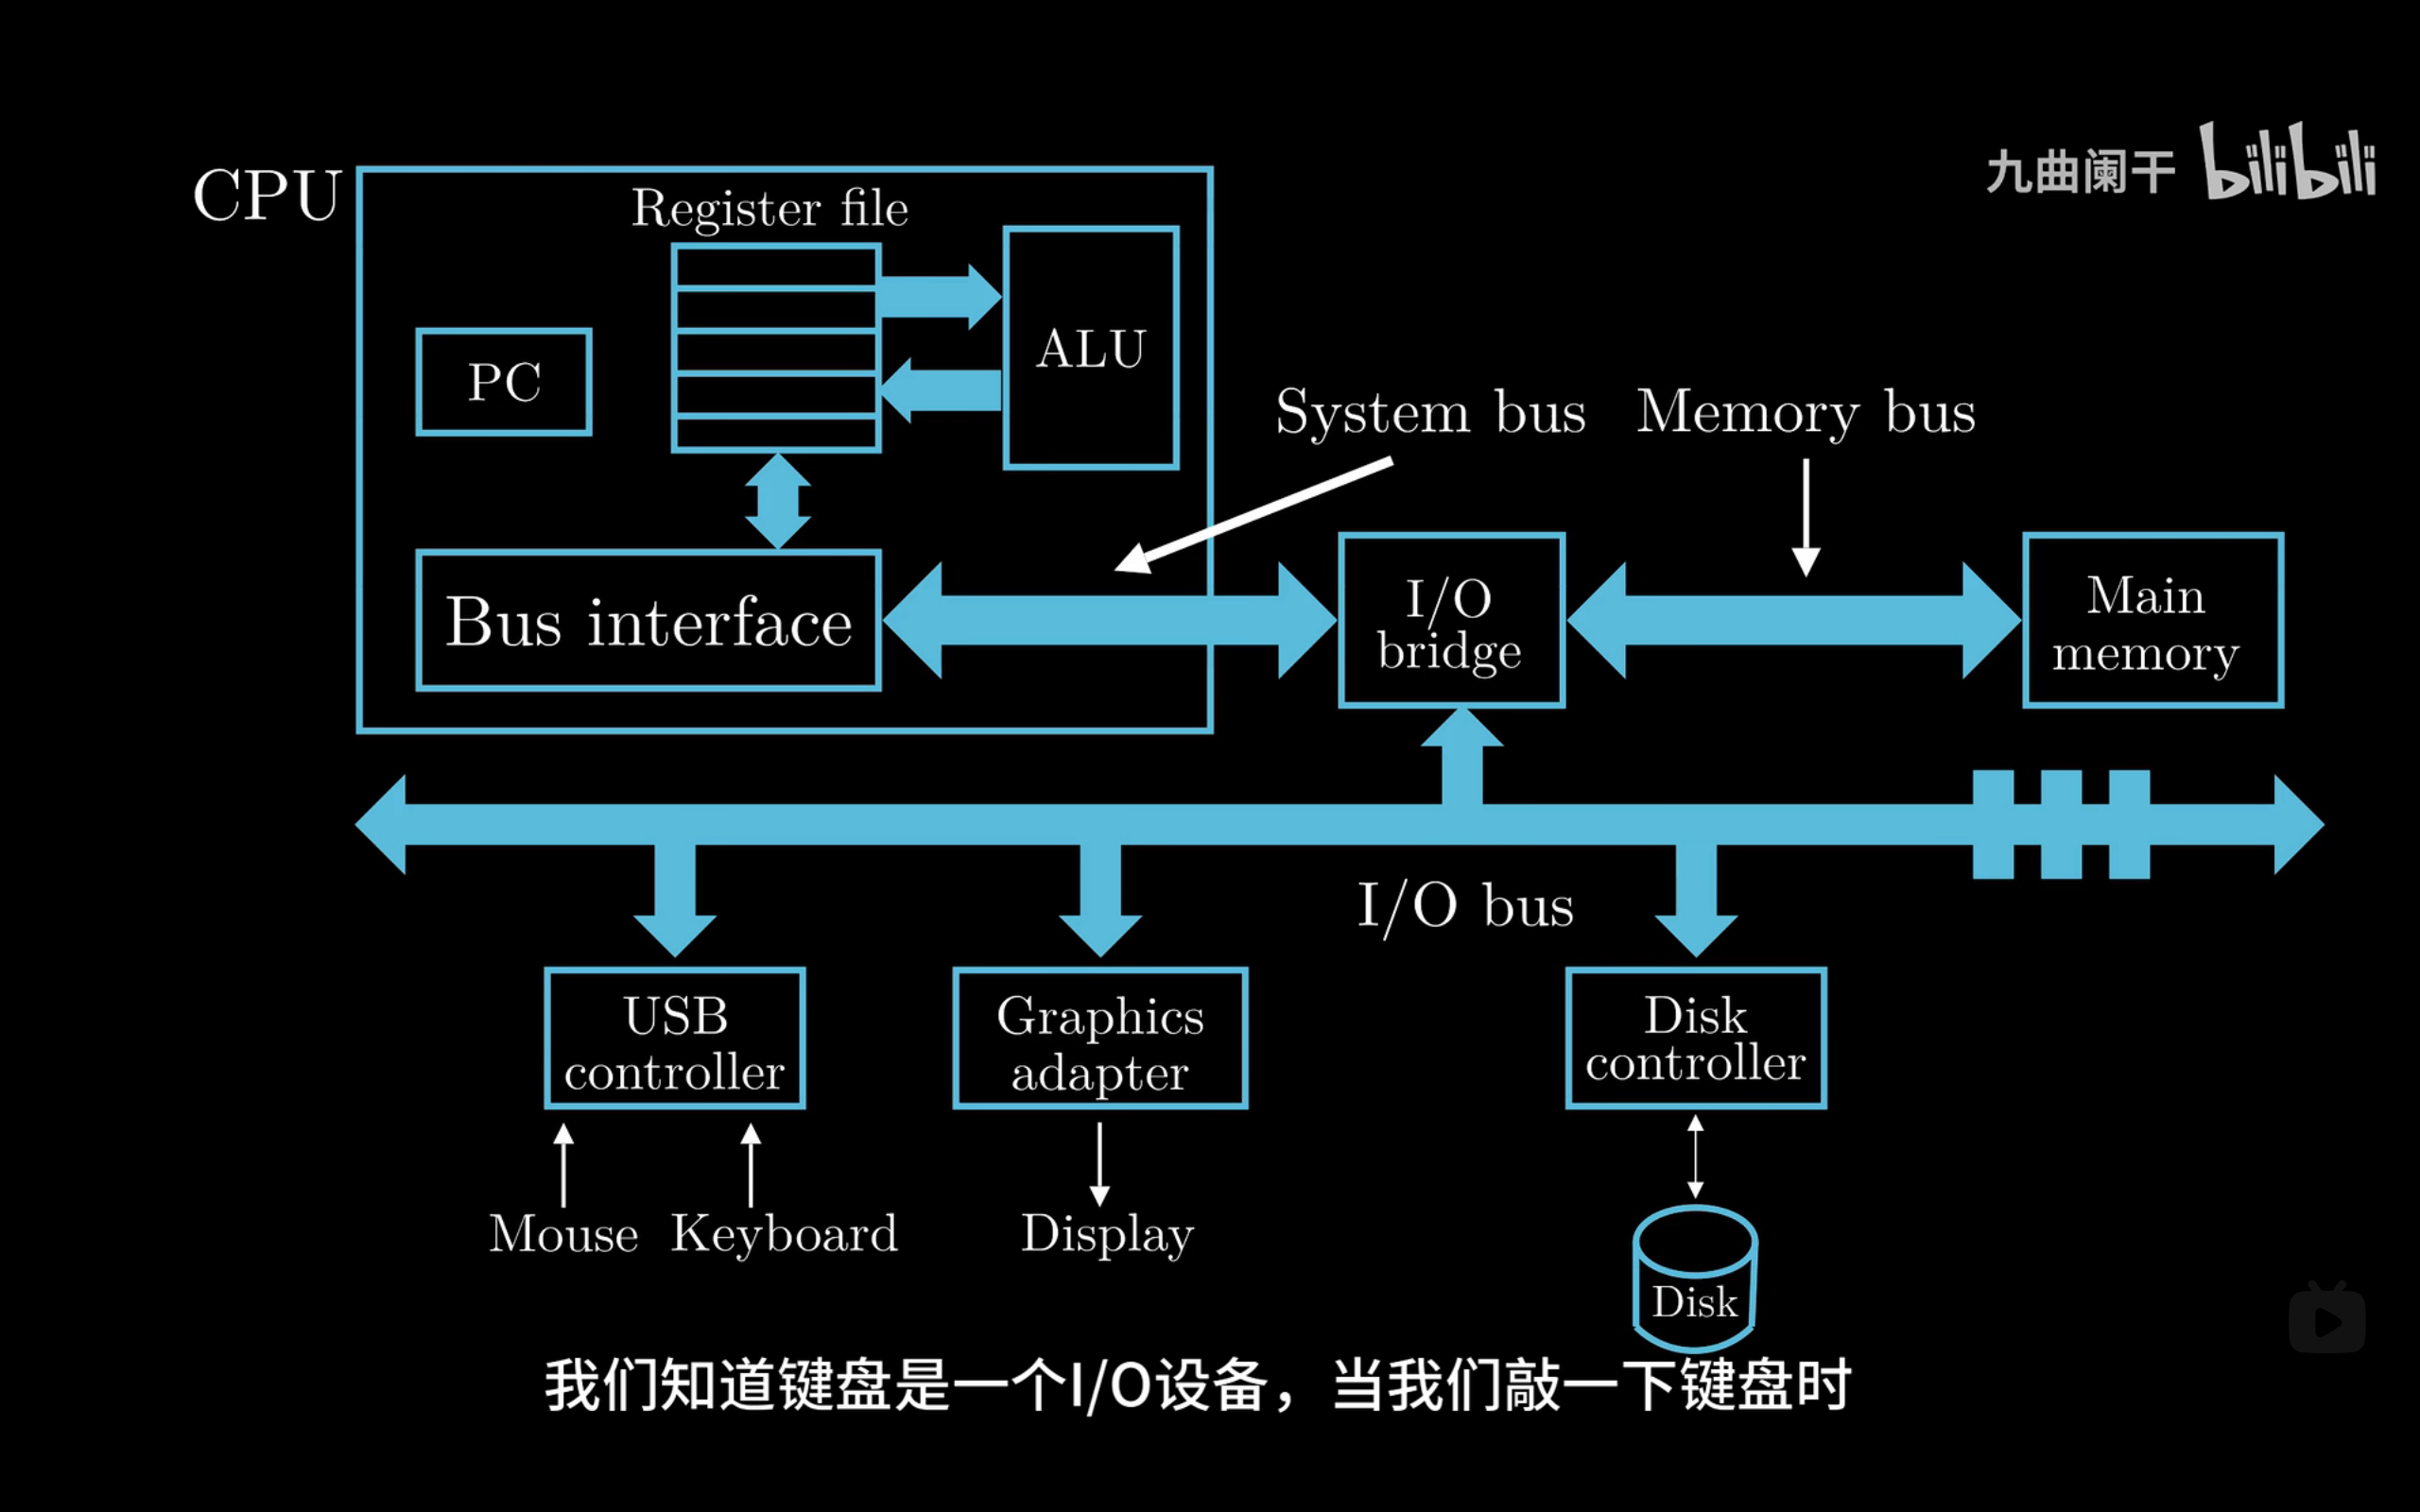 九曲阑干 bilibili
CPU
Register file
PC
ALU
System bus
Memory bus
Bus interface
I/O
bridge
Main
memory
I/O bus
USB
controller
Graphics
adapter
Disk
controller
Mouse
Keyboard
Display
Disk
我们知道键盘是一个I/O设备，当我们敲一下键盘时